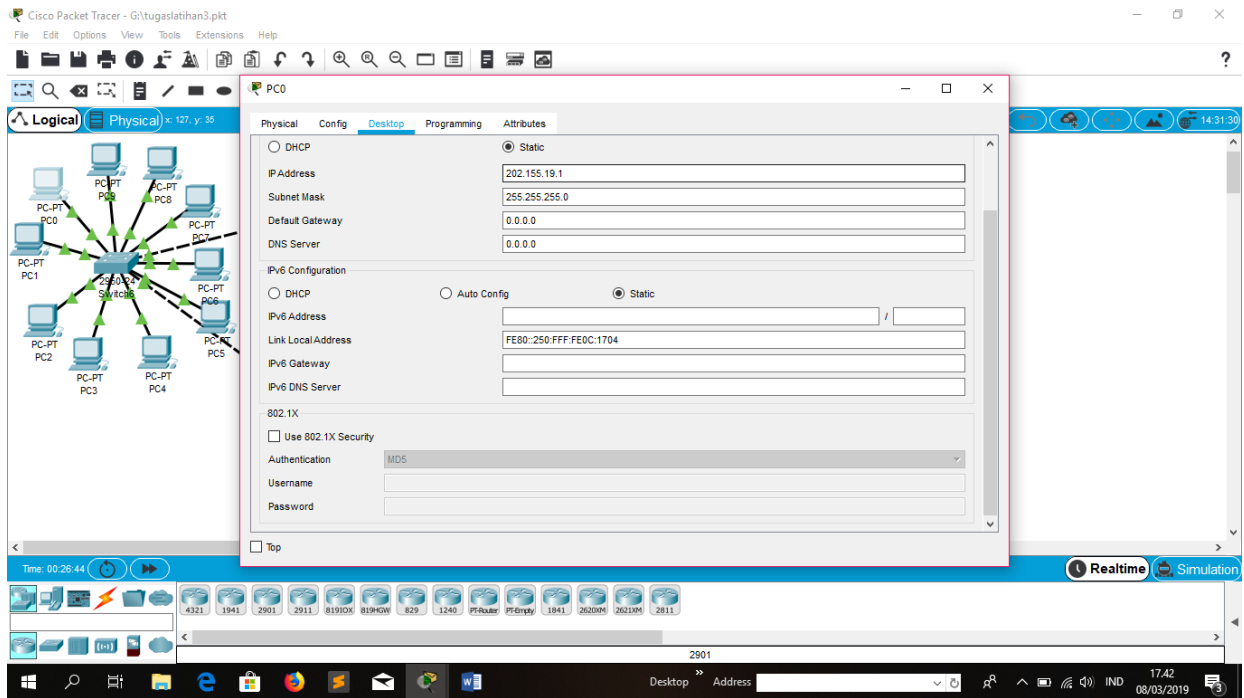 Cisco Packet Tracer - G:\tugaslatihan3.pkt
File Edit Options View Tools Extensions Help
?
PC0
Logical Physical x: 127, y: 35
14:31:30
Physical Config Desktop Programming Attributes
DHCP Static
IP Address 202.155.19.1
Subnet Mask 255.255.255.0
Default Gateway 0.0.0.0
DNS Server 0.0.0.0
IPv6 Configuration
DHCP Auto Config Static
IPv6 Address /
Link Local Address FE80::250:FFF:FE0C:1704
IPv6 Gateway
IPv6 DNS Server
802.1X
Use 802.1X Security
Authentication MD5
Username
Password
Top
PC-PT
PC9
PC-PT
PC8
PC-PT
PC0
PC-PT
PC7
PC-PT
PC1
2950-24
Switch6
PC-PT
PC6
PC-PT
PC2
PC-PT
PC5
PC-PT
PC3
PC-PT
PC4
Time: 00:26:44
Realtime Simulation
4321 1941 2901 2911 819IOX 819HGW 829 1240 PT-Router PT-Empty 1841 2620XM 2621XM 2811
2901
Desktop Address IND
17.42
08/03/2019
3